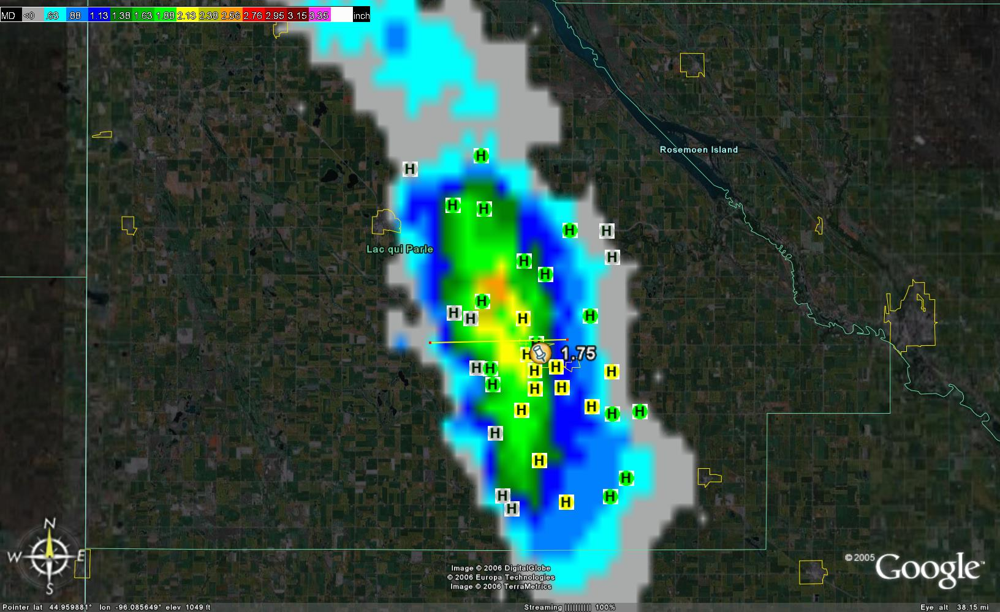 MD <0 .63 .88 1.13 1.38 1.63 1.88 2.13 2.38 2.56 2.76 2.95 3.15 3.35 inch
Rosemoen Island
H
H
H H
H H
Lac qui Parle
H
H
H
H
H H
H H
H
H 1.75
H H
H H H
H
H H
H
H H H
H
H
H
H
H H
H
H
N
W E
S
Image © 2006 DigitalGlobe
© 2006 Europa Technologies
Image © 2006 TerraMetrics
© 2005 Google™
Pointer lat 44.959881° lon -96.085649° elev 1049 ft Streaming |||||||||| 100% Eye alt 38.15 mi